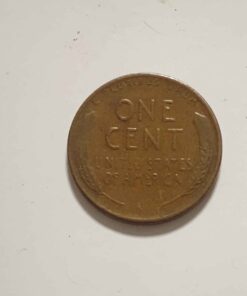 ONE
CENT
UNITED STATES
OF AMERICA